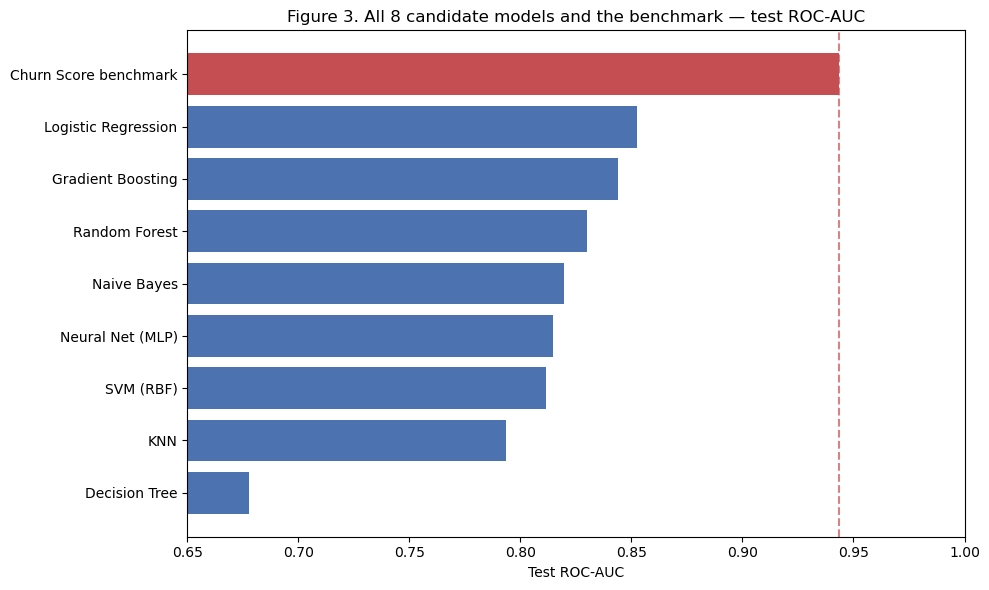 Figure 3. All 8 candidate models and the benchmark — test ROC-AUC
Churn Score benchmark
Logistic Regression
Gradient Boosting
Random Forest
Naive Bayes
Neural Net (MLP)
SVM (RBF)
KNN
Decision Tree
0.65 0.70 0.75 0.80 0.85 0.90 0.95 1.00
Test ROC-AUC